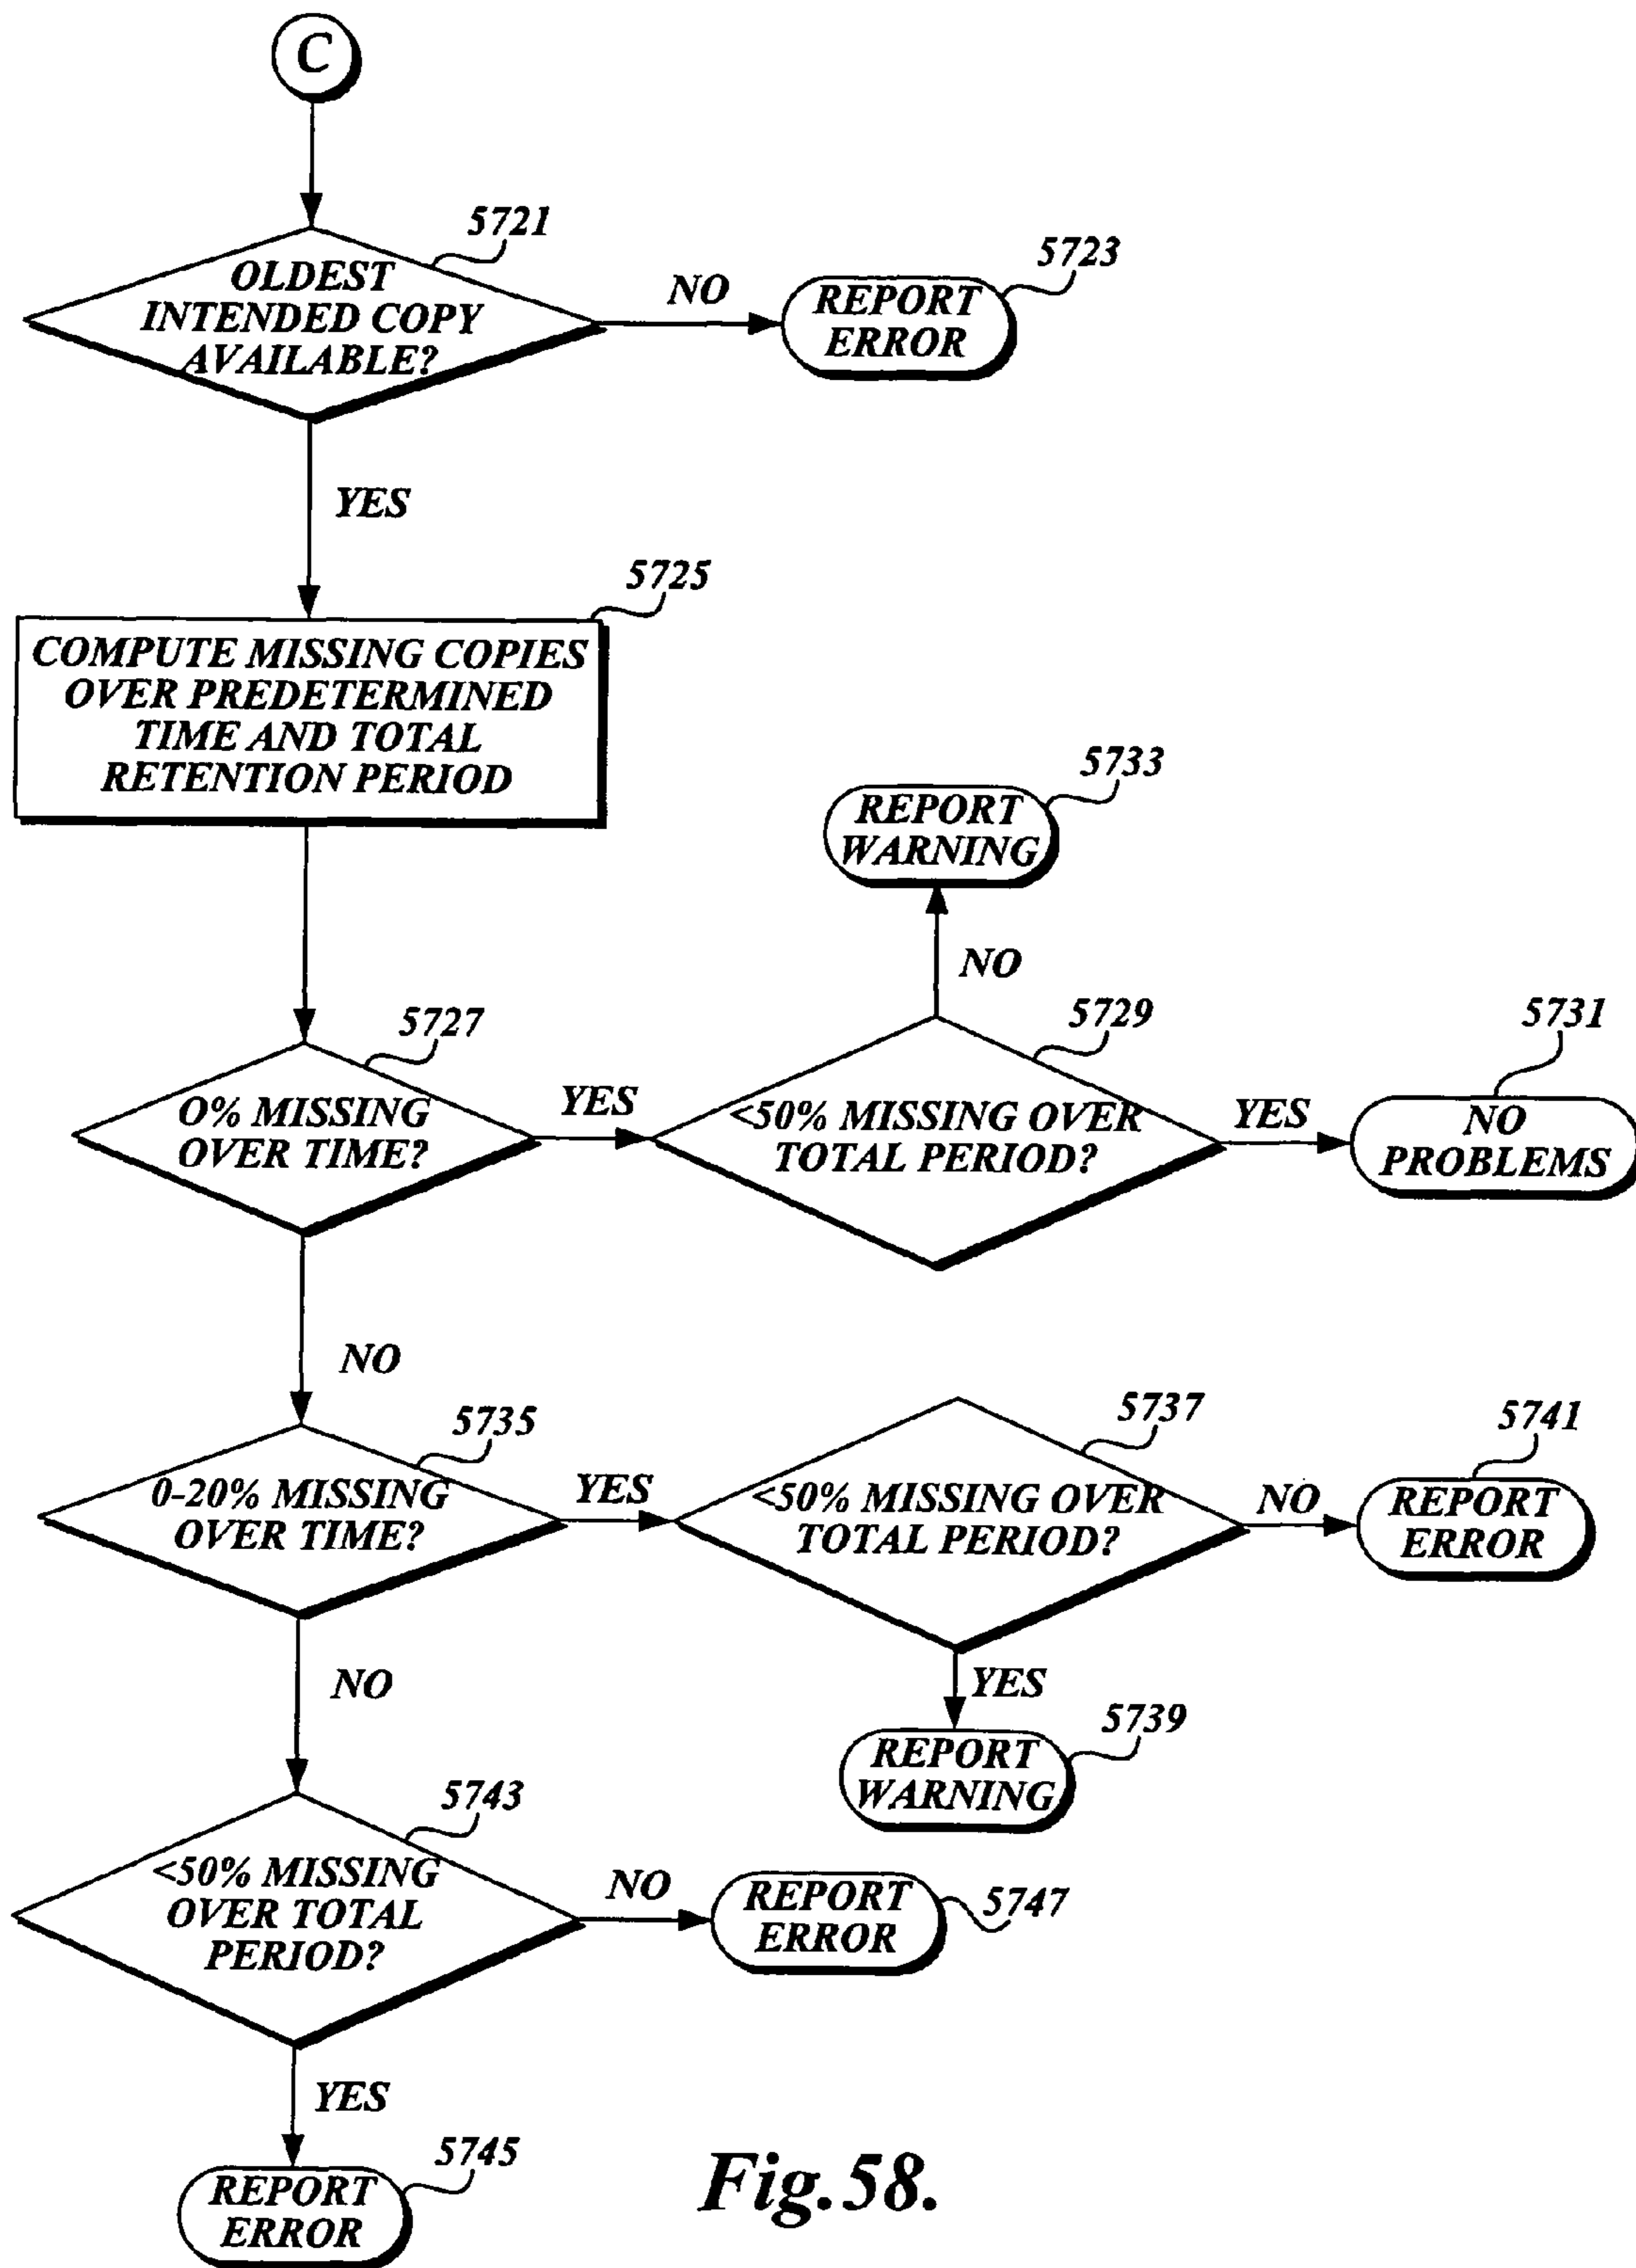 C
5721
OLDEST
INTENDED COPY
AVAILABLE?
NO
5723
REPORT
ERROR
YES
5725
COMPUTE MISSING COPIES
OVER PREDETERMINED
TIME AND TOTAL
RETENTION PERIOD
5733
REPORT
WARNING
NO
5727
0% MISSING
OVER TIME?
YES
5729
<50% MISSING OVER
TOTAL PERIOD?
YES
5731
NO
PROBLEMS
NO
5735
0-20% MISSING
OVER TIME?
YES
5737
<50% MISSING OVER
TOTAL PERIOD?
NO
5741
REPORT
ERROR
YES
5739
REPORT
WARNING
NO
5743
<50% MISSING
OVER TOTAL
PERIOD?
NO
5747
REPORT
ERROR
YES
5745
REPORT
ERROR
Fig.58.